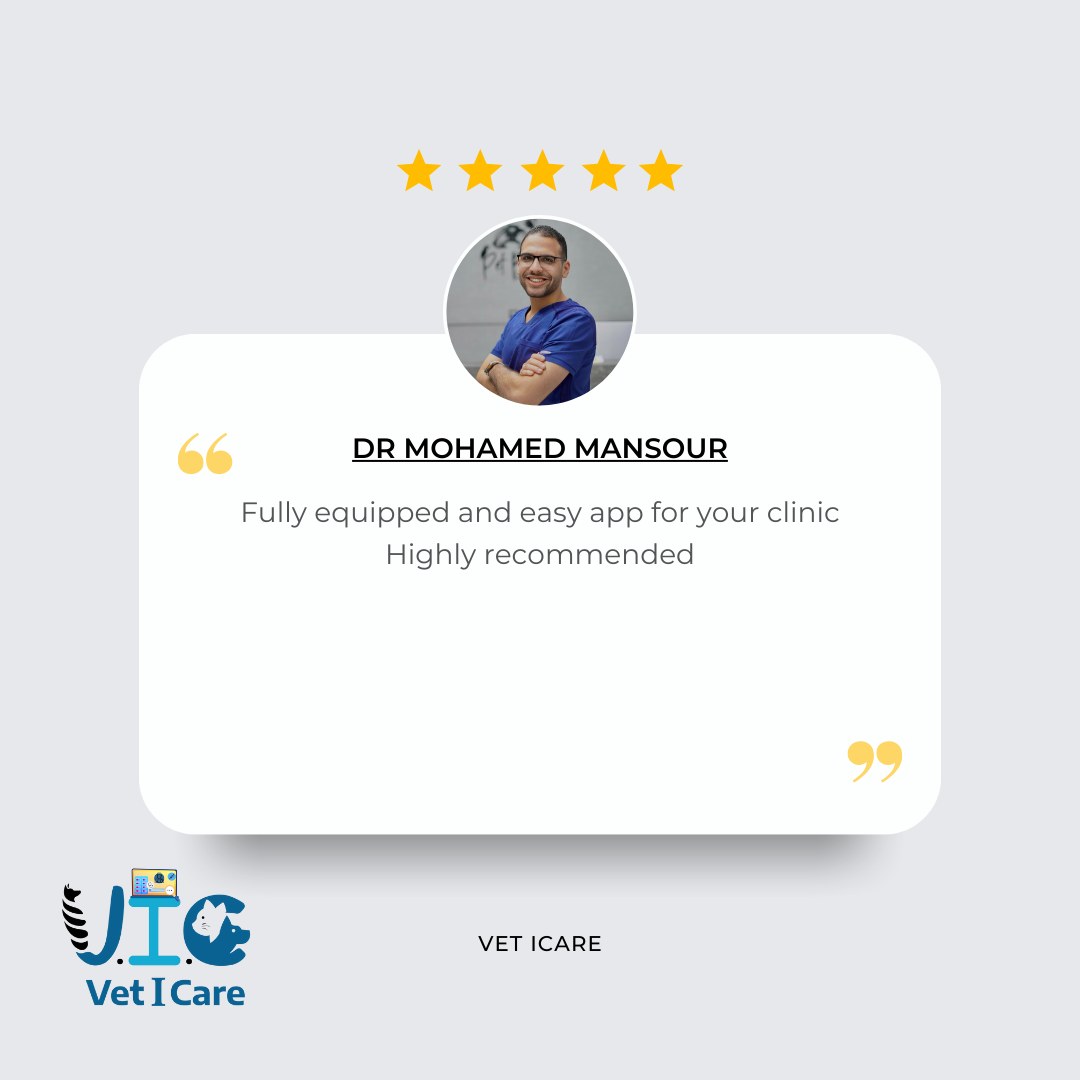 DR MOHAMED MANSOUR
Fully equipped and easy app for your clinic
Highly recommended
V.I.C
Vet I Care
VET ICARE